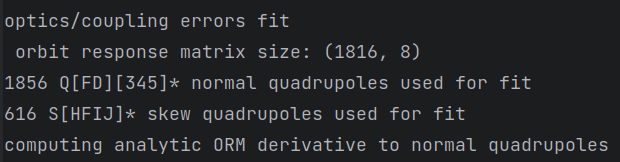 optics/coupling errors fit
 orbit response matrix size: (1816, 8)
1856 Q[FD][345]* normal quadrupoles used for fit
616 S[HFIJ]* skew quadrupoles used for fit
computing analytic ORM derivative to normal quadrupoles